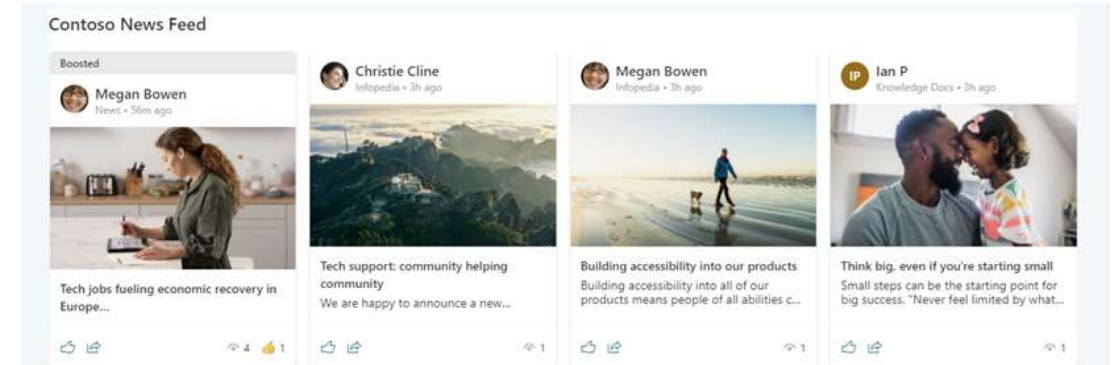 Contoso News Feed
Boosted
Megan Bowen
News • 56m ago
Tech jobs fueling economic recovery in
Europe...
4 1
Christie Cline
Infopedia • 3h ago
Tech support: community helping
community
We are happy to announce a new...
1
Megan Bowen
Infopedia • 3h ago
Building accessibility into our products
Building accessibility into all of our
products means people of all abilities c...
1
IP
Ian P
Knowledge Docs • 3h ago
Think big, even if you're starting small
Small steps can be the starting point for
big success. "Never feel limited by what...
1